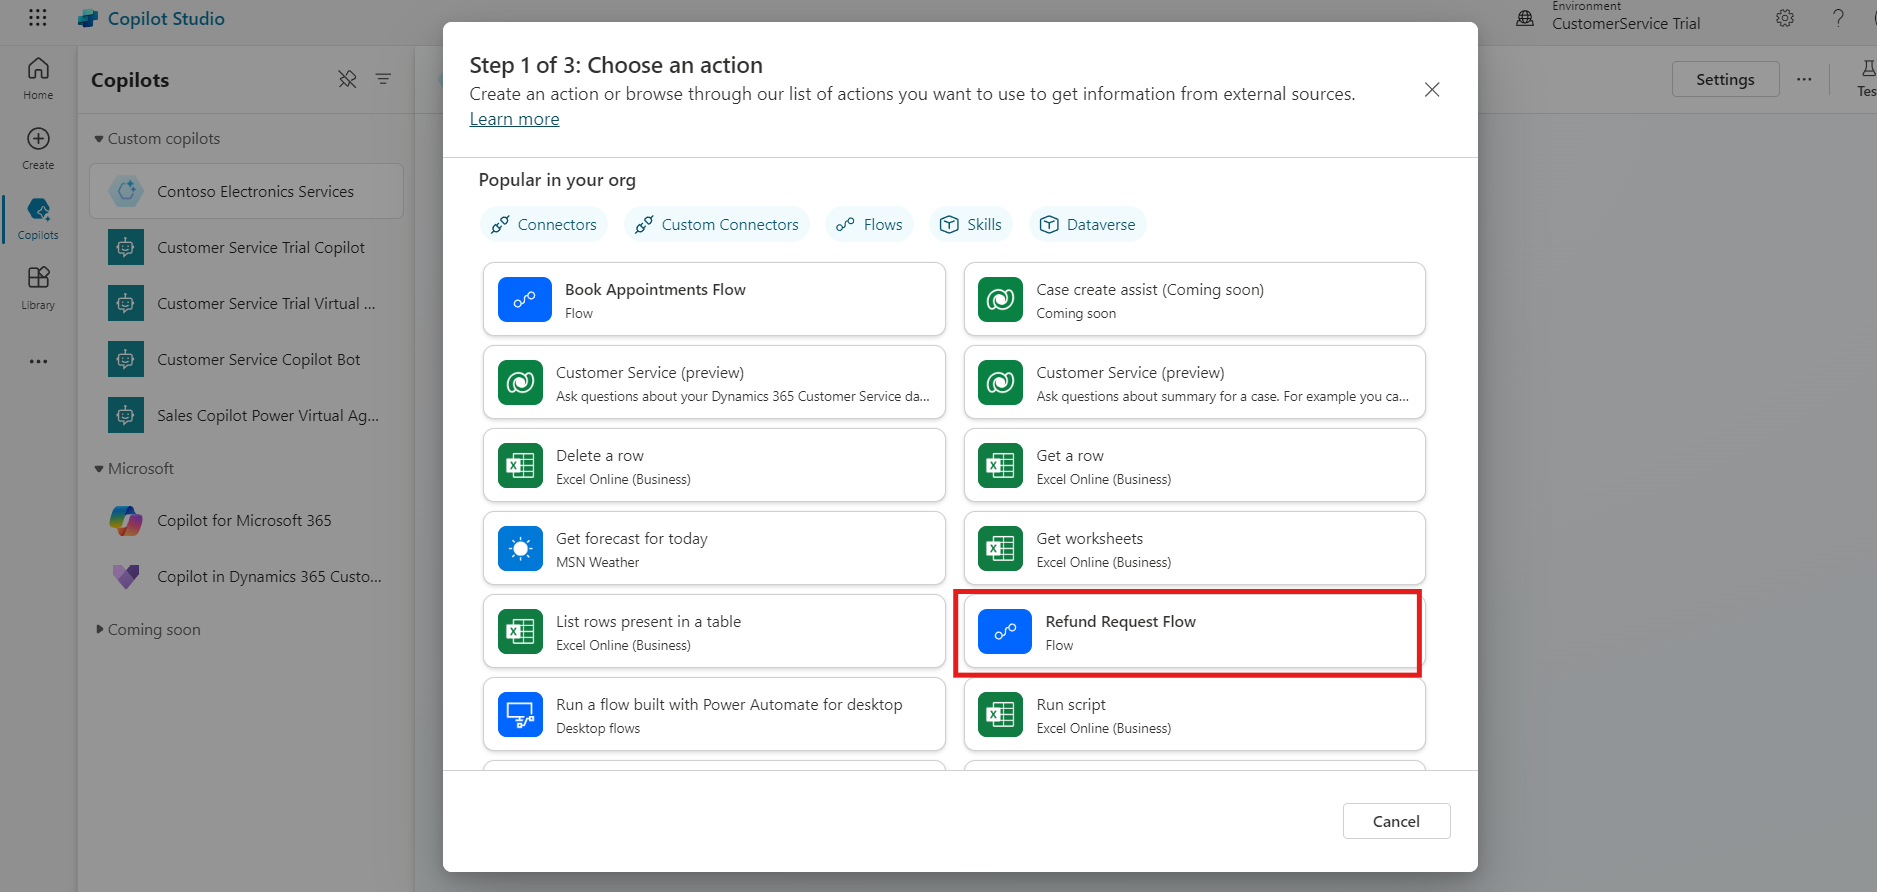 Copilot Studio
Environment
CustomerService Trial
Home
Create
Copilots
Library
Copilots
Custom copilots
Contoso Electronics Services
Customer Service Trial Copilot
Customer Service Trial Virtual ...
Customer Service Copilot Bot
Sales Copilot Power Virtual Ag...
Microsoft
Copilot for Microsoft 365
Copilot in Dynamics 365 Custo...
Coming soon
Settings
Tes
Step 1 of 3: Choose an action
Create an action or browse through our list of actions you want to use to get information from external sources.
Learn more
Popular in your org
Connectors
Custom Connectors
Flows
Skills
Dataverse
Book Appointments Flow
Flow
Case create assist (Coming soon)
Coming soon
Customer Service (preview)
Ask questions about your Dynamics 365 Customer Service da...
Customer Service (preview)
Ask questions about summary for a case. For example you ca...
Delete a row
Excel Online (Business)
Get a row
Excel Online (Business)
Get forecast for today
MSN Weather
Get worksheets
Excel Online (Business)
List rows present in a table
Excel Online (Business)
Refund Request Flow
Flow
Run a flow built with Power Automate for desktop
Desktop flows
Run script
Excel Online (Business)
Cancel